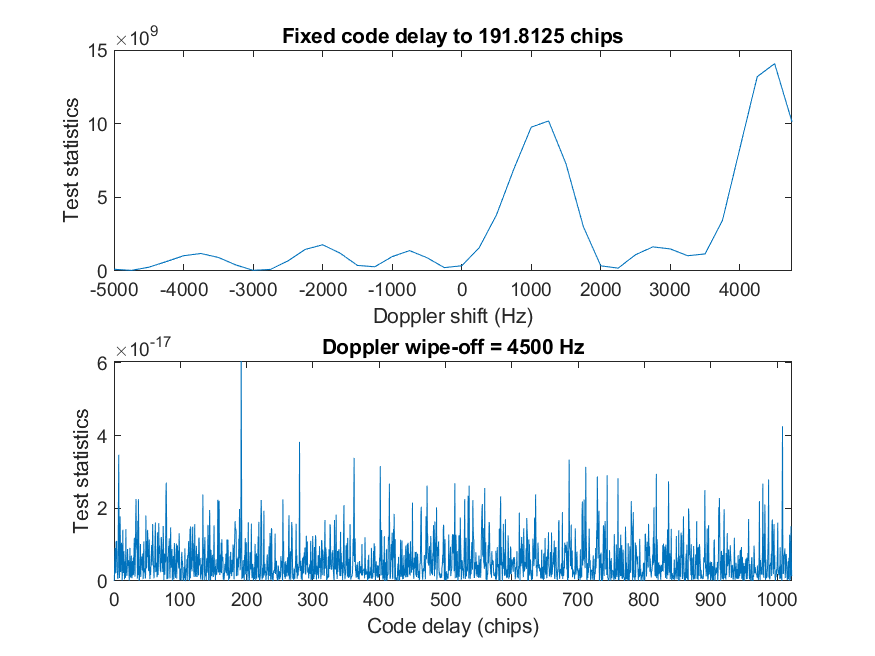 ×10^9
Fixed code delay to 191.8125 chips
15
10
5
0
Test statistics
-5000 -4000 -3000 -2000 -1000 0 1000 2000 3000 4000
Doppler shift (Hz)
×10^-17
Doppler wipe-off = 4500 Hz
6
4
2
0
Test statistics
0 100 200 300 400 500 600 700 800 900 1000
Code delay (chips)